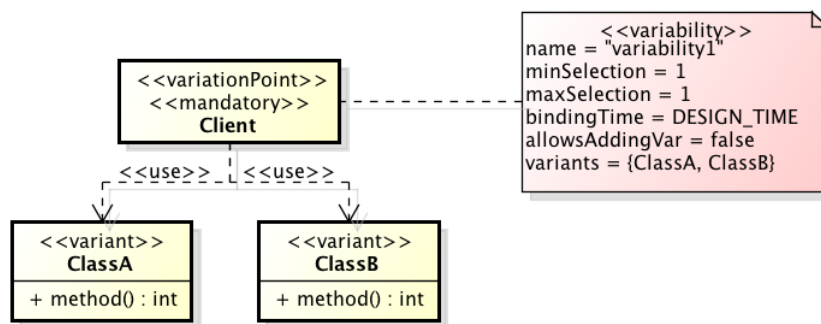 <<variationPoint>>
<<mandatory>>
Client
<<variability>>
name = "variability1"
minSelection = 1
maxSelection = 1
bindingTime = DESIGN_TIME
allowsAddingVar = false
variants = {ClassA, ClassB}
<<use>> <<use>>
<<variant>>
ClassA
+ method() : int
<<variant>>
ClassB
+ method() : int